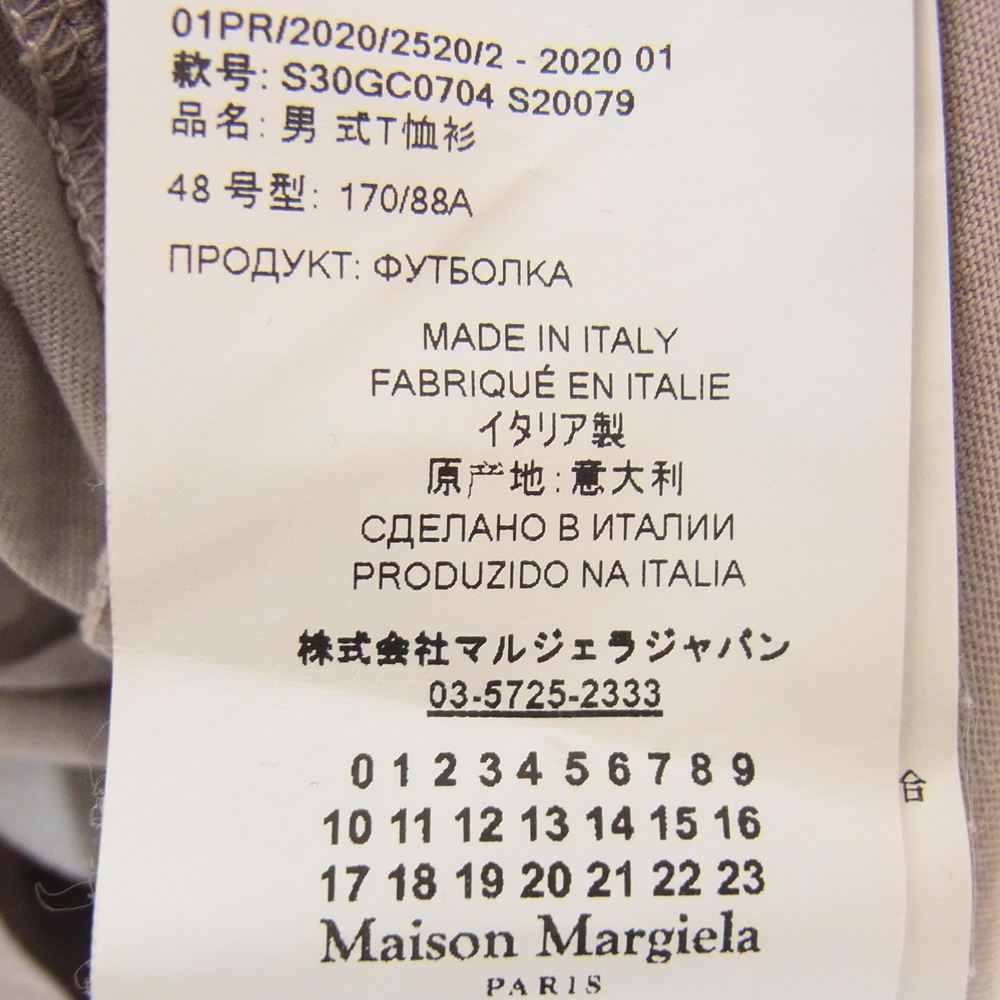 01PR/2020/2520/2 - 2020 01
款号: S30GC0704 S20079
品名: 男 式T恤衫
48 号型: 170/88A
ПРОДУКТ: ФУТБОЛКА
MADE IN ITALY
FABRIQUÉ EN ITALIE
イタリア製
原产地: 意大利
СДЕЛАНО В ИТАЛИИ
PRODUZIDO NA ITALIA
株式会社マルジェラジャパン
03-5725-2333
0 1 2 3 4 5 6 7 8 9
10 11 12 13 14 15 16
17 18 19 20 21 22 23
Maison Margiela
PARIS
合